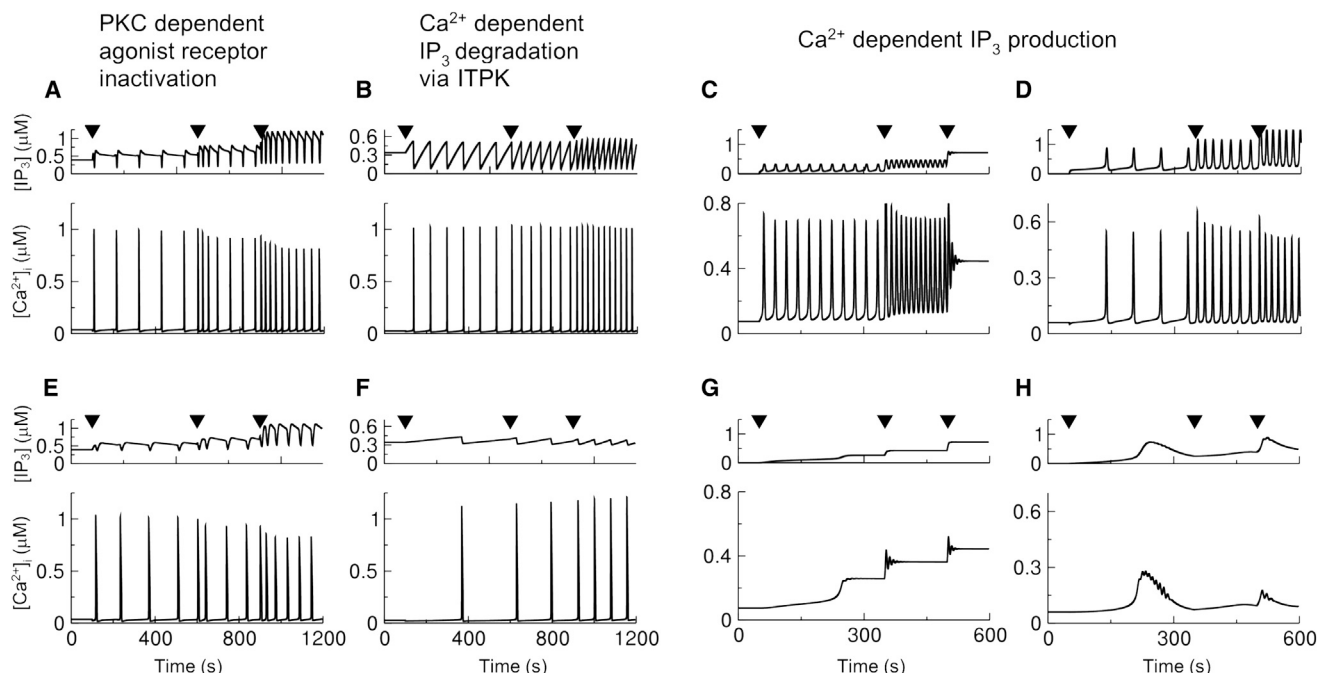 PKC dependent
agonist receptor
inactivation
Ca²⁺ dependent
IP₃ degradation
via ITPK
Ca²⁺ dependent IP₃ production
A
B
C
D
[IP₃] (μM)
1
0.5
0
0.6
0.3
0
1
0
1
0
[Ca²⁺]ᵢ (μM)
1
0.5
0
1
0.5
0
0.8
0.4
0
0.6
0.3
0
E
F
G
H
[IP₃] (μM)
1
0.5
0
0.6
0.3
0
1
0
1
0
[Ca²⁺]ᵢ (μM)
1
0.5
0
1
0.5
0
0.8
0.4
0
0.6
0.3
0
0 400 800 1200
0 400 800 1200
0 300 600
0 300 600
Time (s)
Time (s)
Time (s)
Time (s)